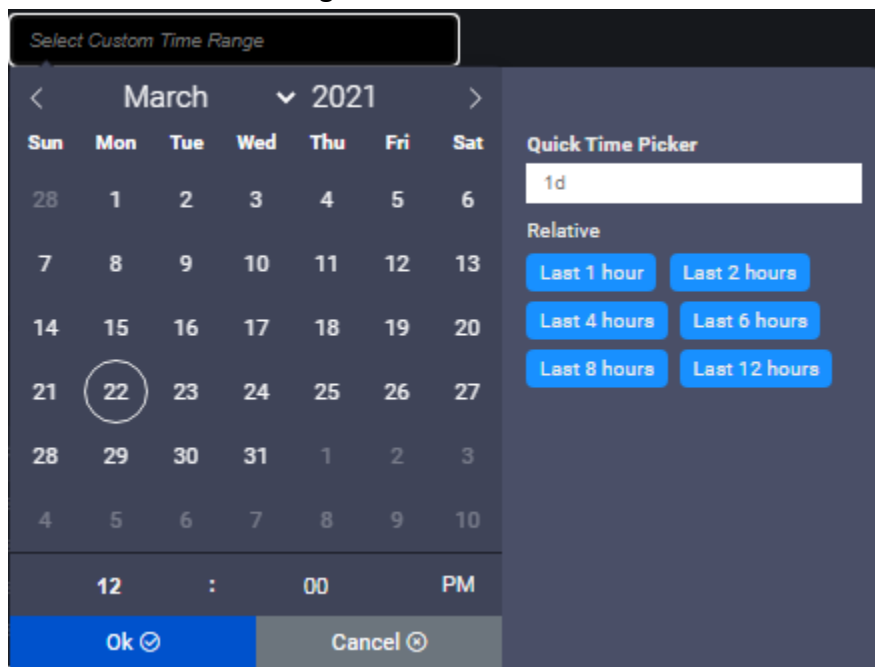 Select Custom Time Range
March 2021
Sun Mon Tue Wed Thu Fri Sat
28 1 2 3 4 5 6
7 8 9 10 11 12 13
14 15 16 17 18 19 20
21 22 23 24 25 26 27
28 29 30 31 1 2 3
4 5 6 7 8 9 10
12 : 00 PM
Ok Cancel
Quick Time Picker
1d
Relative
Last 1 hour Last 2 hours
Last 4 hours Last 6 hours
Last 8 hours Last 12 hours